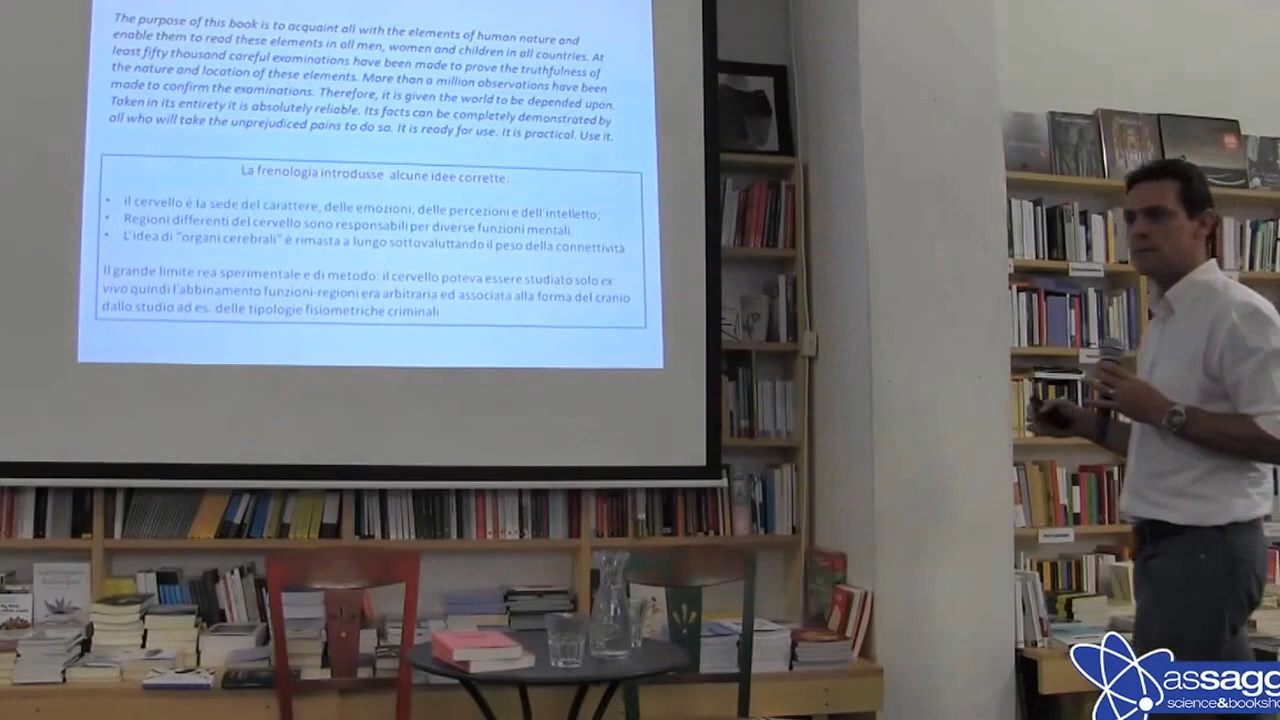 The purpose of this book is to acquaint all with the elements of human nature and
enable them to read these elements in all men, women and children in all countries. At
least fifty thousand careful examinations have been made to prove the truthfulness of
the nature and location of these elements. More than a million observations have been
made to confirm the examinations. Therefore, it is given the world to be depended upon.
Taken in its entirety it is absolutely reliable. Its facts can be completely demonstrated by
all who will take the unprejudiced pains to do so. It is ready for use. It is practical. Use it.
La frenologia introdusse alcune idee corrette:
• il cervello è la sede del carattere, delle emozioni, delle percezioni e dell'intelletto;
• Regioni differenti del cervello sono responsabili per diverse funzioni mentali.
• L'idea di "organi cerebrali" è rimasta a lungo sottovaluttando il peso della connettività
Il grande limite rea sperimentale e di metodo: il cervello poteva essere studiato solo ex
vivo quindi l'abbinamento funzioni-regioni era arbitraria ed associata alla forma del cranio
dallo studio ad es. delle tipologie fisiometriche criminali
assagg
science&booksho